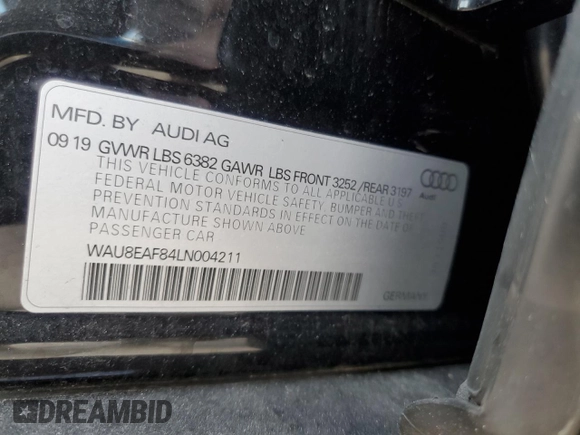 MFD. BY AUDI AG
09 19 GVWR LBS 6382 GAWR LBS FRONT 3252 / REAR 3197
THIS VEHICLE CONFORMS TO ALL APPLICABLE U.S.
FEDERAL MOTOR VEHICLE SAFETY, BUMPER AND THEFT
PREVENTION STANDARDS IN EFFECT ON THE DATE OF
MANUFACTURE SHOWN ABOVE
PASSENGER CAR
Audi
WAU8EAF84LN004211
GERMANY
DREAMBID